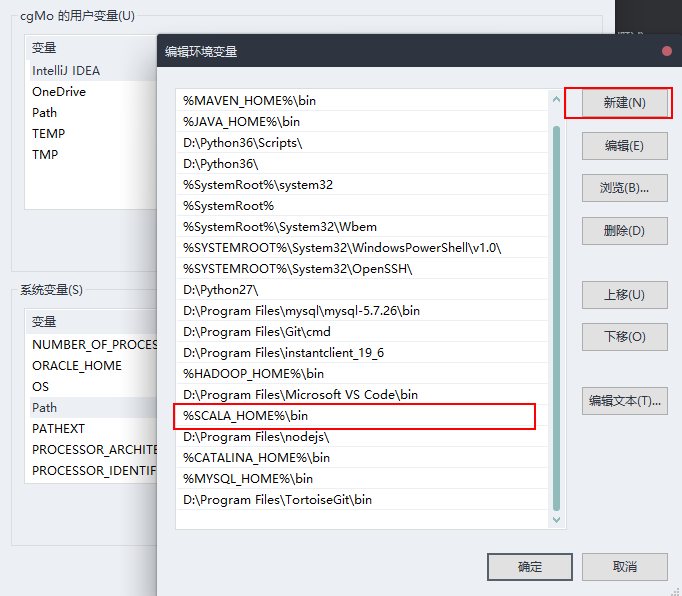 cgMo 的用户变量(U)
变量
IntelliJ IDEA
OneDrive
Path
TEMP
TMP
系统变量(S)
变量
NUMBER_OF_PROCES
ORACLE_HOME
OS
Path
PATHEXT
PROCESSOR_ARCHITE
PROCESSOR_IDENTIF
编辑环境变量
%MAVEN_HOME%\bin
%JAVA_HOME%\bin
D:\Python36\Scripts\
D:\Python36\
%SystemRoot%\system32
%SystemRoot%
%SystemRoot%\System32\Wbem
%SYSTEMROOT%\System32\WindowsPowerShell\v1.0\
%SYSTEMROOT%\System32\OpenSSH\
D:\Python27\
D:\Program Files\mysql\mysql-5.7.26\bin
D:\Program Files\Git\cmd
D:\Program Files\instantclient_19_6
%HADOOP_HOME%\bin
D:\Program Files\Microsoft VS Code\bin
%SCALA_HOME%\bin
D:\Program Files\nodejs\
%CATALINA_HOME%\bin
%MYSQL_HOME%\bin
D:\Program Files\TortoiseGit\bin
新建(N)
编辑(E)
浏览(B)...
删除(D)
上移(U)
下移(O)
编辑文本(T)...
确定
取消